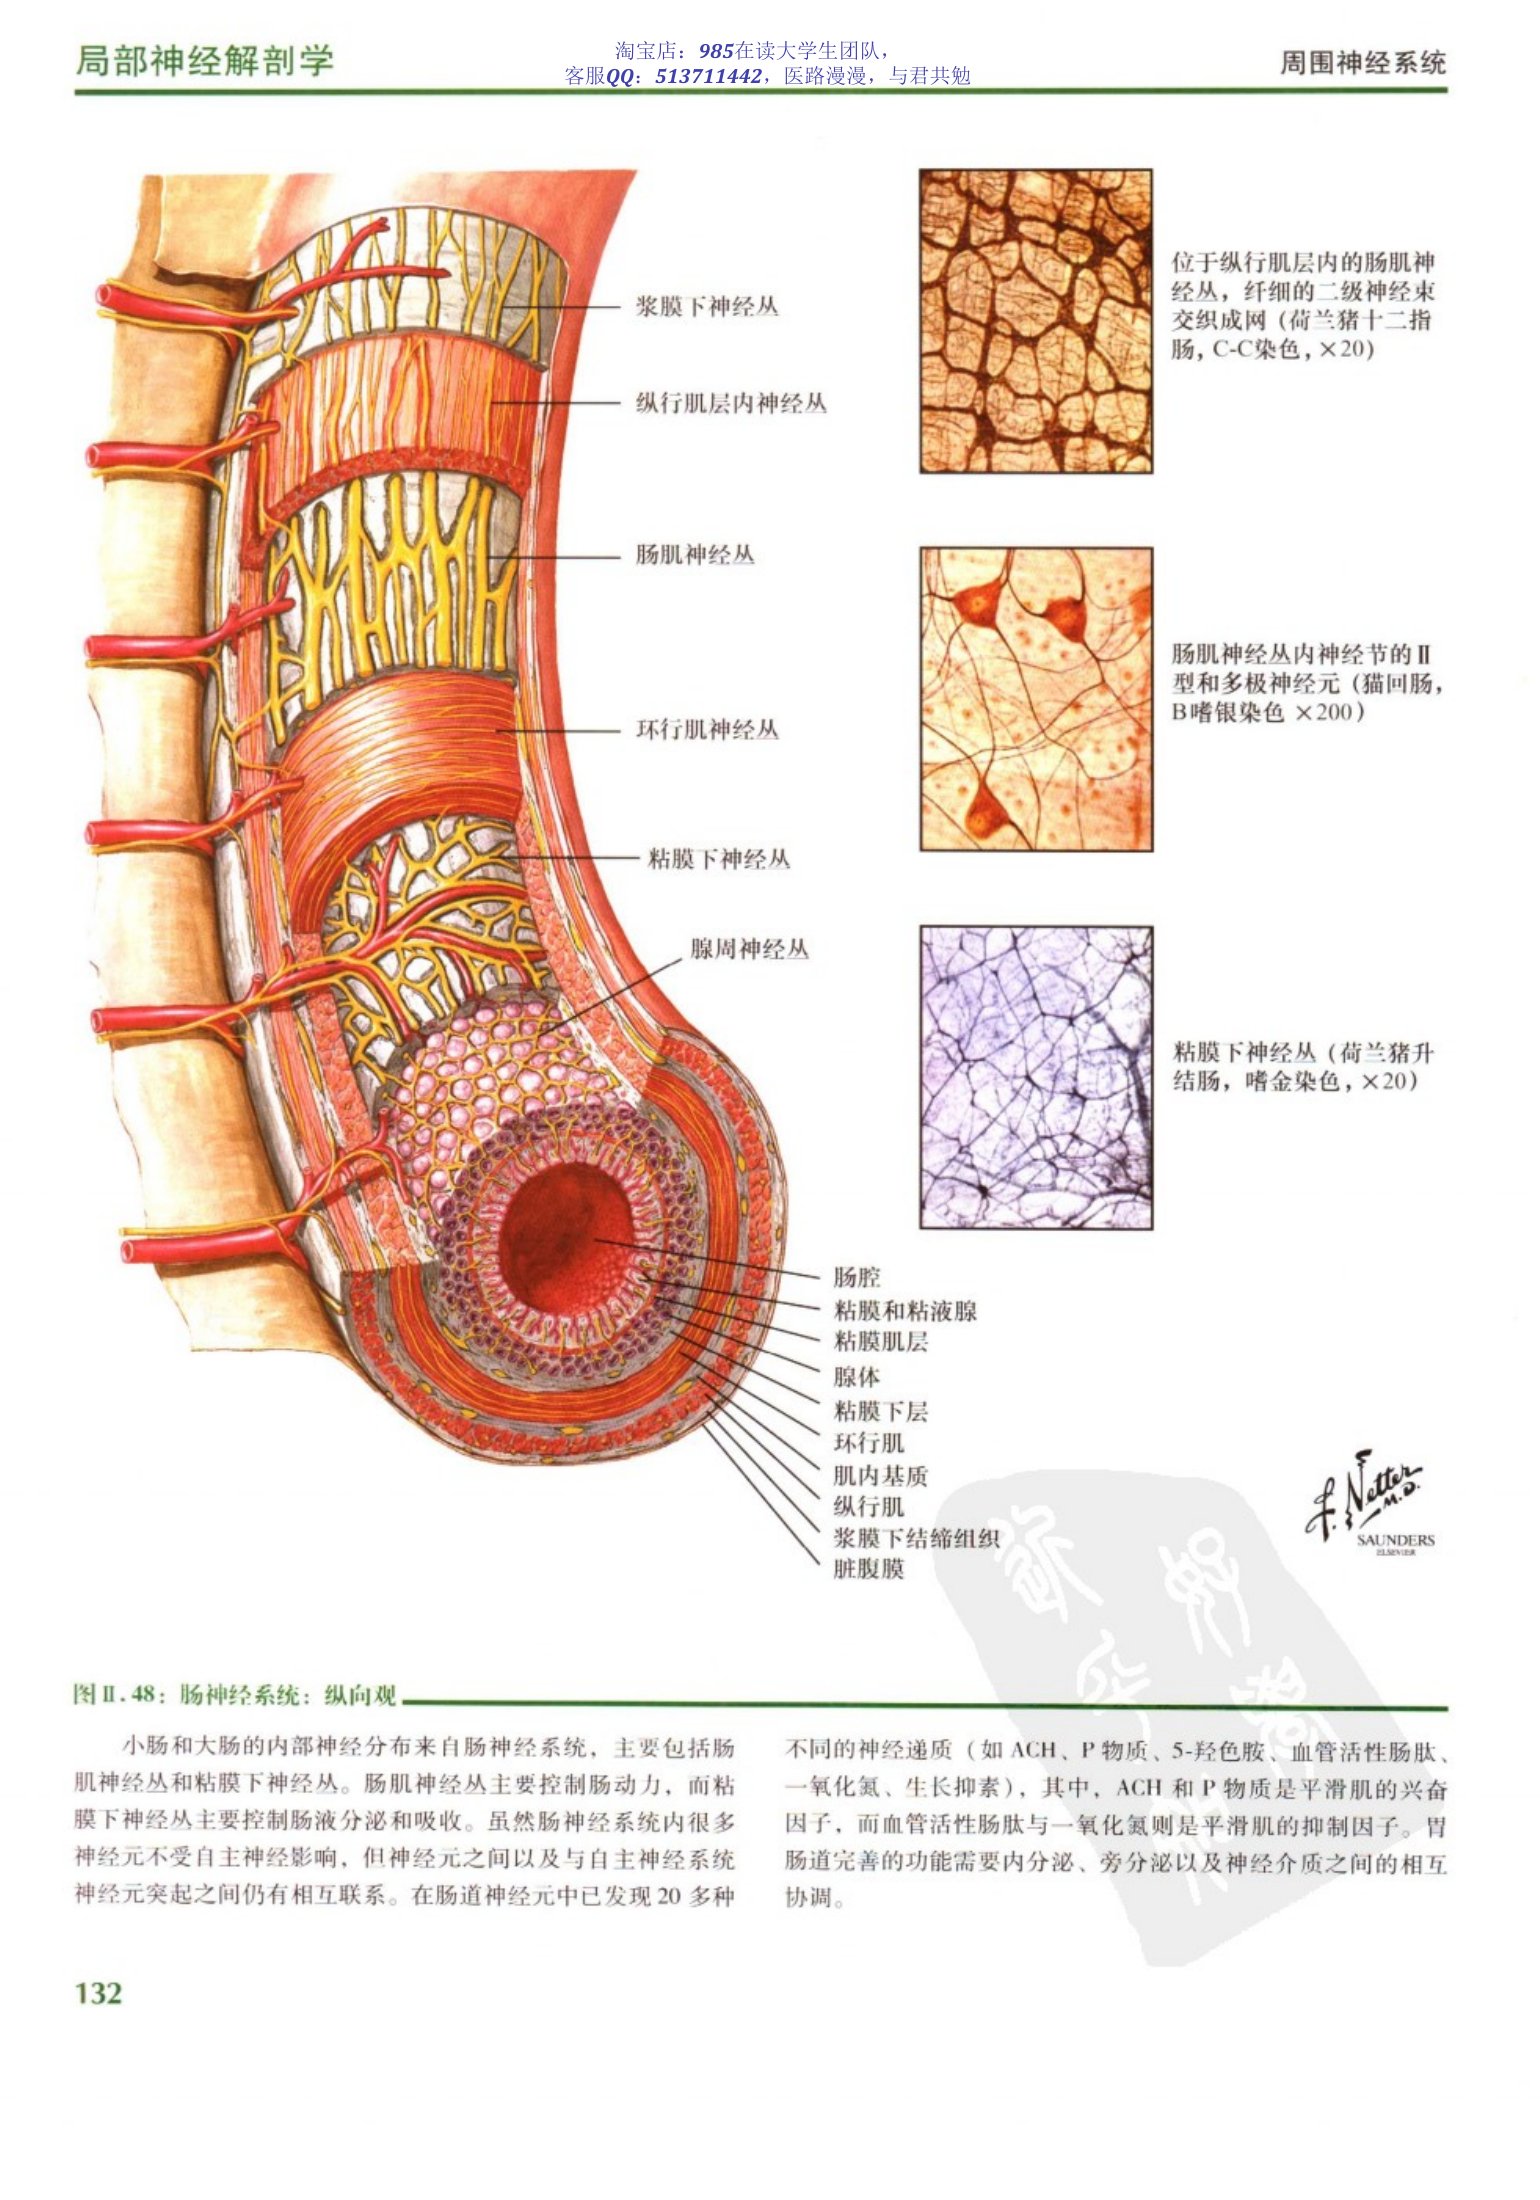 局部神经解剖学
淘宝店：985在读大学生团队，
客服QQ：513711442，医路漫漫，与君共勉
周围神经系统
浆膜下神经丛
纵行肌层内神经丛
肠肌神经丛
环行肌神经丛
粘膜下神经丛
腺周神经丛
位于纵行肌层内的肠肌神
经丛，纤细的二级神经束
交织成网（荷兰猪十二指
肠，C-C染色，×20）
肠肌神经丛内神经节的Ⅱ
型和多极神经元（猫回肠，
B嗜银染色 ×200）
粘膜下神经丛（荷兰猪升
结肠，嗜金染色，×20）
肠腔
粘膜和粘液腺
粘膜肌层
腺体
粘膜下层
环行肌
肌内基质
纵行肌
浆膜下结缔组织
脏腹膜
F. Netter
M.D.
SAUNDERS
ELSEVIER
图Ⅱ.48：肠神经系统：纵向观
小肠和大肠的内部神经分布来自肠神经系统，主要包括肠
肌神经丛和粘膜下神经丛。肠肌神经丛主要控制肠动力，而粘
膜下神经丛主要控制肠液分泌和吸收。虽然肠神经系统内很多
神经元不受自主神经影响，但神经元之间以及与自主神经系统
神经元突起之间仍有相互联系。在肠道神经元中已发现 20 多种
不同的神经递质（如 ACH、P 物质、5-羟色胺、血管活性肠肽、
一氧化氮、生长抑素），其中，ACH 和 P 物质是平滑肌的兴奋
因子，而血管活性肠肽与一氧化氮则是平滑肌的抑制因子。胃
肠道完善的功能需要内分泌、旁分泌以及神经介质之间的相互
协调。
132